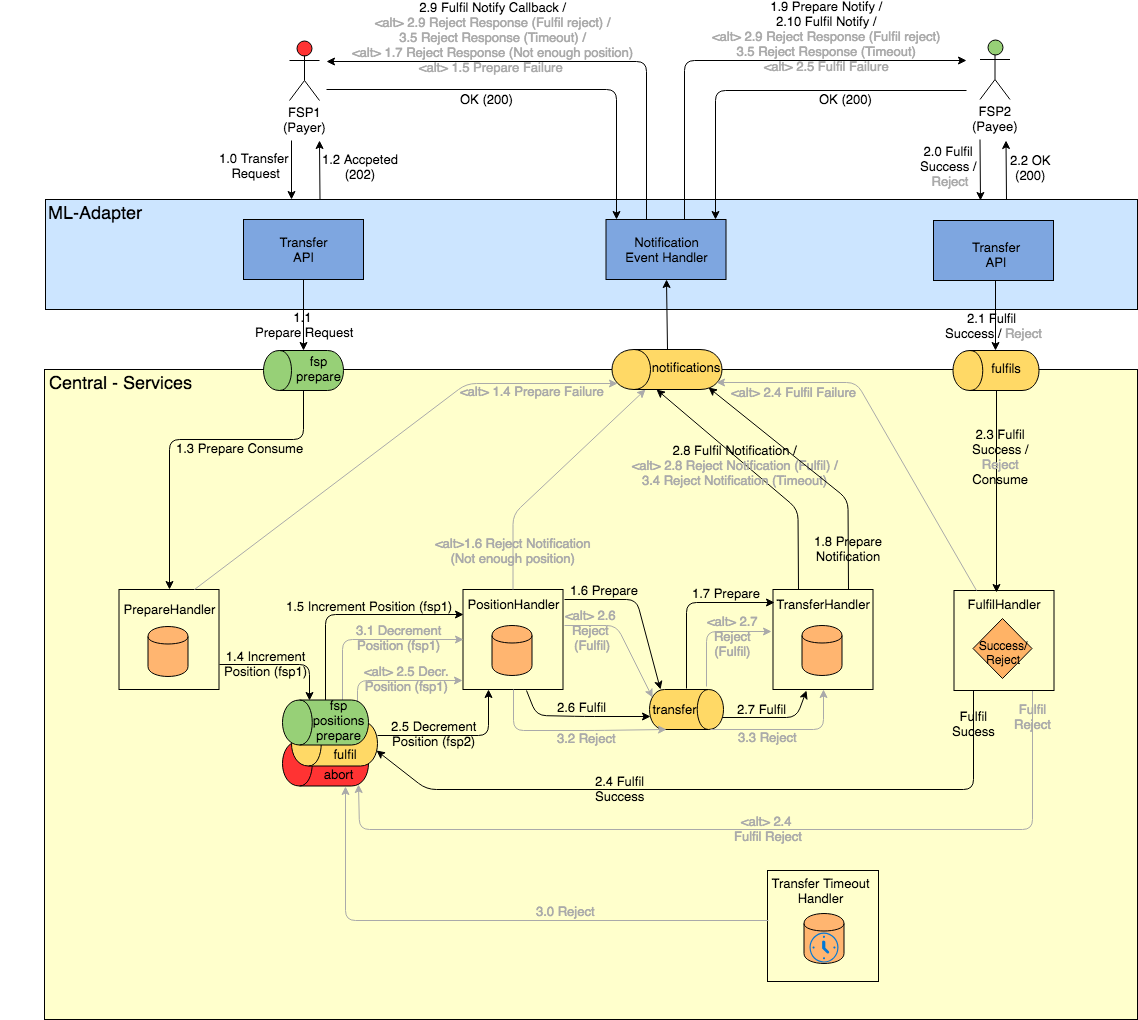 2.9 Fulfil Notify Callback /
<alt> 2.9 Reject Response (Fulfil reject) /
3.5 Reject Response (Timeout) /
<alt> 1.7 Reject Response (Not enough position)
<alt> 1.5 Prepare Failure
1.9 Prepare Notify /
2.10 Fulfil Notify /
<alt> 2.9 Reject Response (Fulfil reject)
3.5 Reject Response (Timeout)
<alt> 2.5 Fulfil Failure
OK (200)
OK (200)
FSP1
(Payer)
FSP2
(Payee)
1.0 Transfer
Request
1.2 Accpeted
(202)
2.0 Fulfil
Success /
Reject
2.2 OK
(200)
ML-Adapter
Transfer
API
Notification
Event Handler
Transfer
API
1.1
Prepare Request
2.1 Fulfil
Success / Reject
fsp
prepare
notifications
fulfils
Central - Services
<alt> 1.4 Prepare Failure
<alt> 2.4 Fulfil Failure
1.3 Prepare Consume
2.8 Fulfil Notification /
<alt> 2.8 Reject Notification (Fulfil) /
3.4 Reject Notification (Timeout)
2.3 Fulfil
Success /
Reject
Consume
<alt>1.6 Reject Notification
(Not enough position)
1.8 Prepare
Notification
PrepareHandler
1.5 Increment Position (fsp1)
PositionHandler
1.6 Prepare
1.7 Prepare
TransferHandler
FulfilHandler
3.1 Decrement
Position (fsp1)
<alt> 2.6
Reject
(Fulfil)
<alt> 2.7
Reject
(Fulfil)
Success/
Reject
1.4 Increment
Position (fsp1)
<alt> 2.5 Decr.
Position (fsp1)
fsp
positions
prepare
fulfil
abort
2.5 Decrement
Position (fsp2)
2.6 Fulfil
transfer
2.7 Fulfil
3.2 Reject
3.3 Reject
Fulfil
Sucess
Fulfil
Reject
2.4 Fulfil
Success
<alt> 2.4
Fulfil Reject
Transfer Timeout
Handler
3.0 Reject